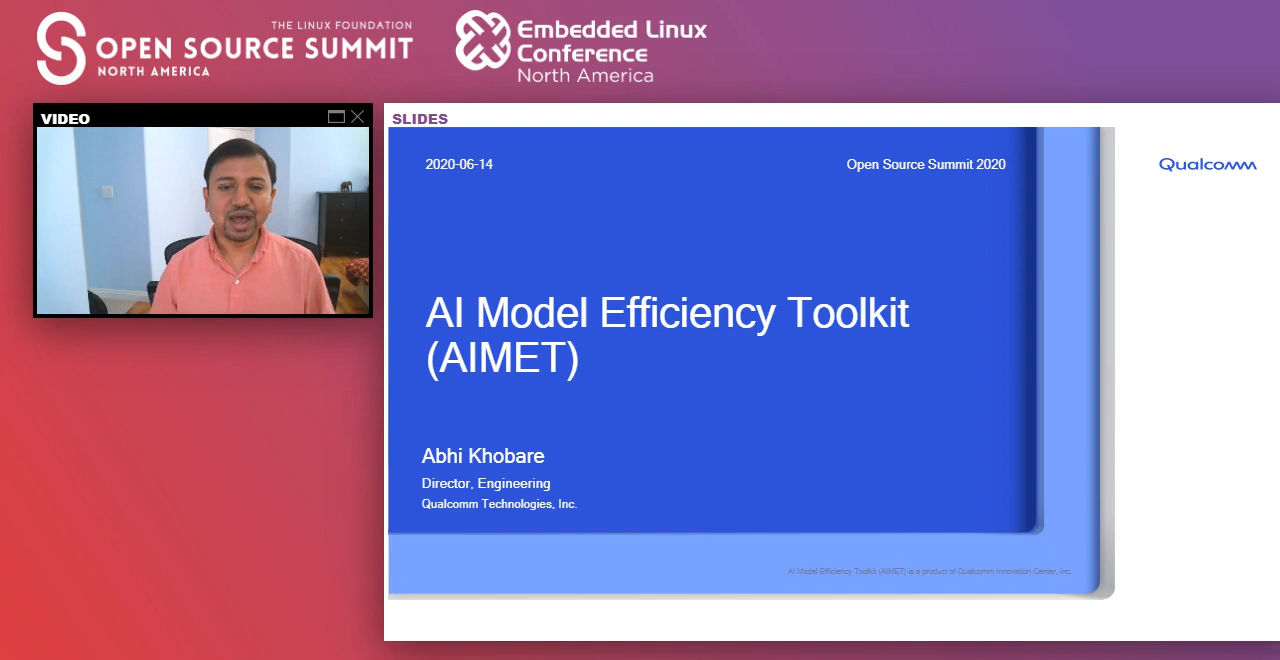 THE LINUX FOUNDATION
OPEN SOURCE SUMMIT
NORTH AMERICA
Embedded Linux
Conference
North America
VIDEO
SLIDES
2020-06-14
Open Source Summit 2020
Qualcomm
AI Model Efficiency Toolkit
(AIMET)
Abhi Khobare
Director, Engineering
Qualcomm Technologies, Inc.
AI Model Efficiency Toolkit (AIMET) is a product of Qualcomm Innovation Center, Inc.